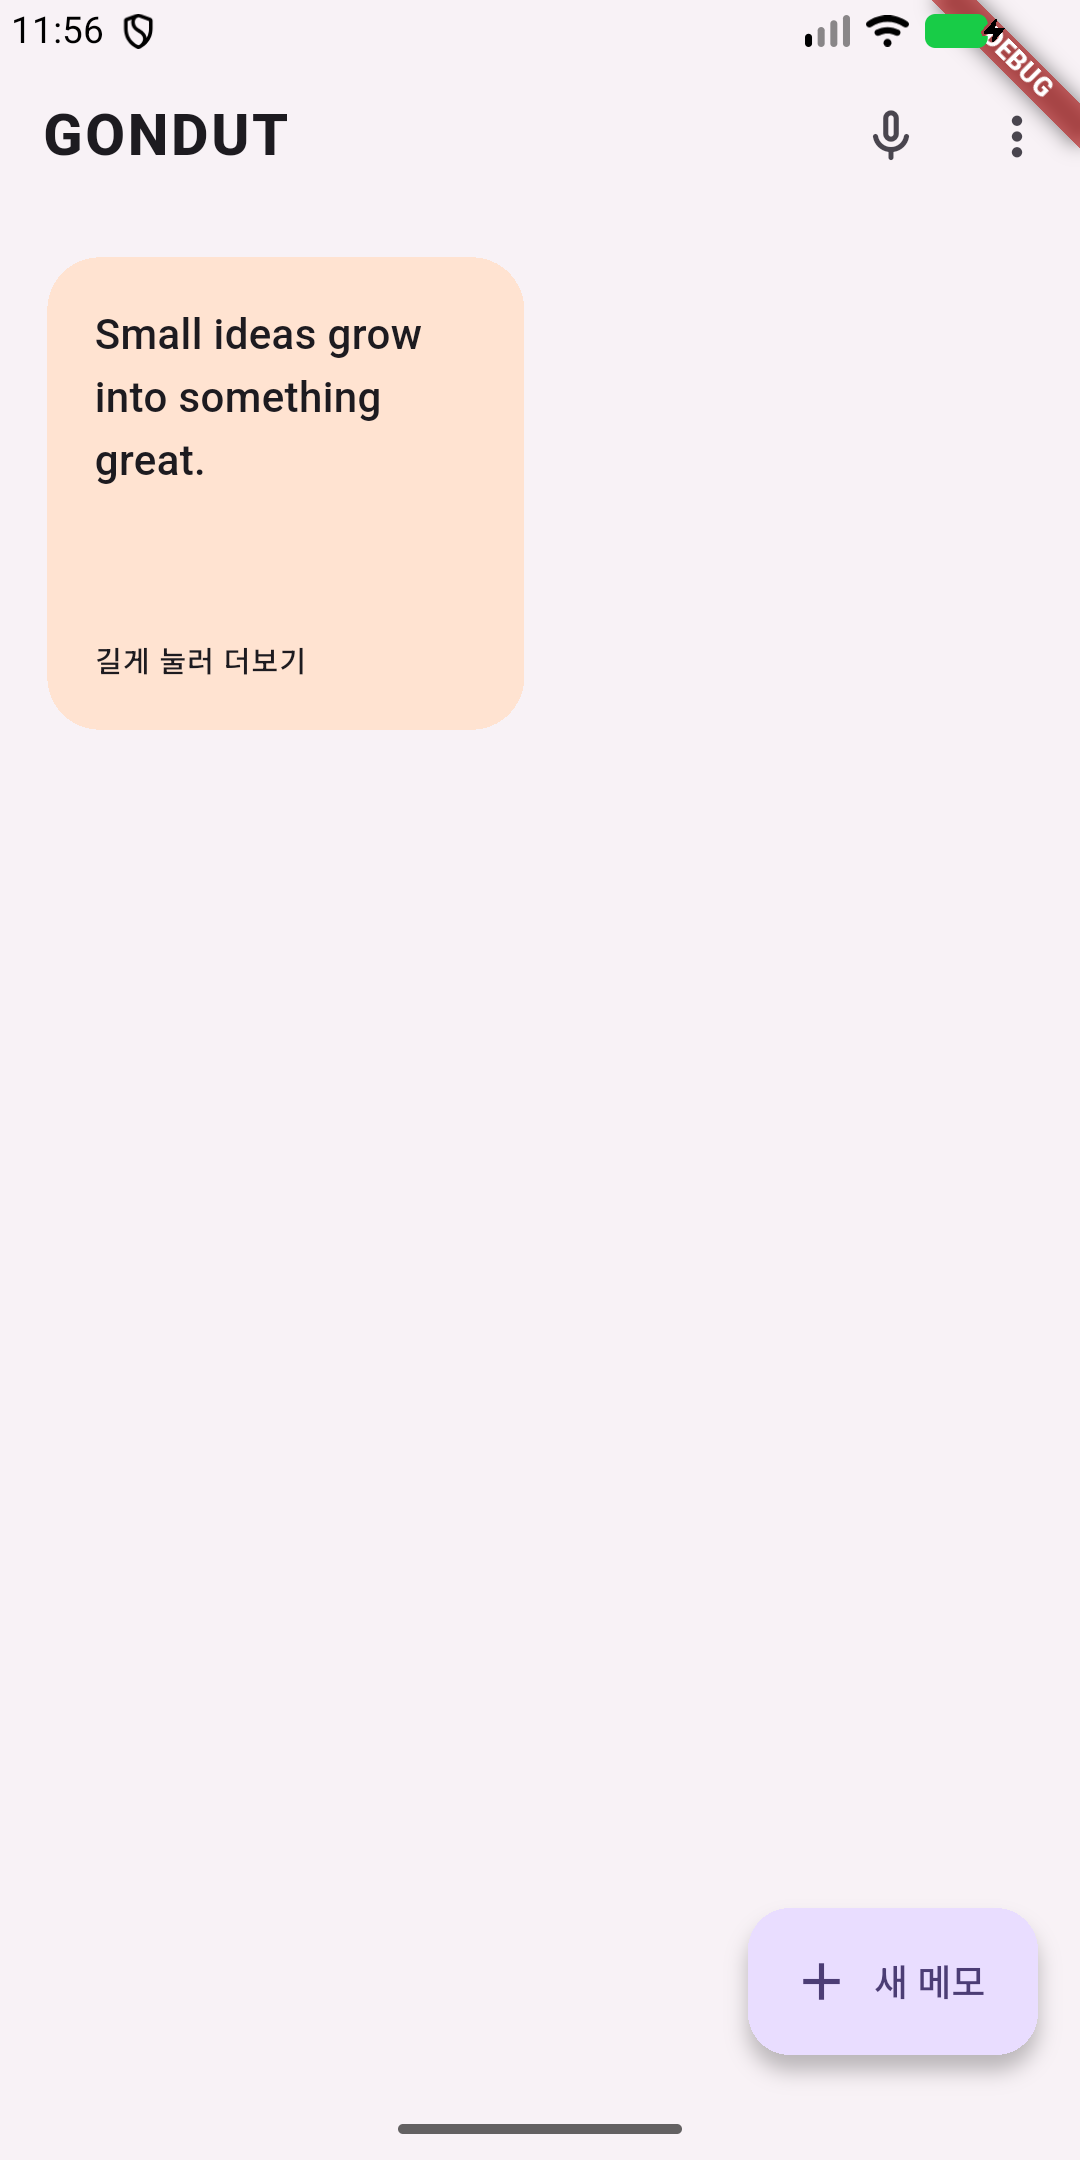 11:56
DEBUG
GONDUT
Small ideas grow
into something
great.
길게 눌러 더보기
새 메모